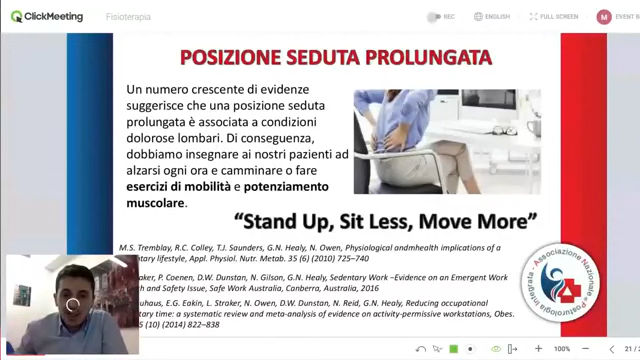 ClickMeeting
Fisioterapia
REC
ENGLISH
FULL SCREEN
M
EVENT R
POSIZIONE SEDUTA PROLUNGATA
Un numero crescente di evidenze
suggerisce che una posizione seduta
prolungata è associata a condizioni
dolorose lombari. Di conseguenza,
dobbiamo insegnare ai nostri pazienti ad
alzarsi ogni ora e camminare o fare
esercizi di mobilità e potenziamento
muscolare.
“Stand Up, Sit Less, Move More”
M.S. Tremblay, R.C. Colley, T.J. Saunders, G.N. Healy, N. Owen, Physiological andmhealth implications of a
ntary lifestyle, Appl. Physiol. Nutr. Metab. 35 (6) (2010) 725–740
aker, P. Coenen, D.W. Dunstan, N. Gilson, G.N. Healy, Sedentary Work –Evidence on an Emergent Work
h and Safety Issue, Safe Work Australia, Canberra, Australia, 2016
uhaus, E.G. Eakin, L. Straker, N. Owen, D.W. Dunstan, N. Reid, G.N. Healy, Reducing occupational
tary time: a systematic review and meta-analysis of evidence on activity-permissive workstations, Obes.
(10) (2014) 822–838
Associazione Nazionale
Posturologia Integrata
100%
21 / 2